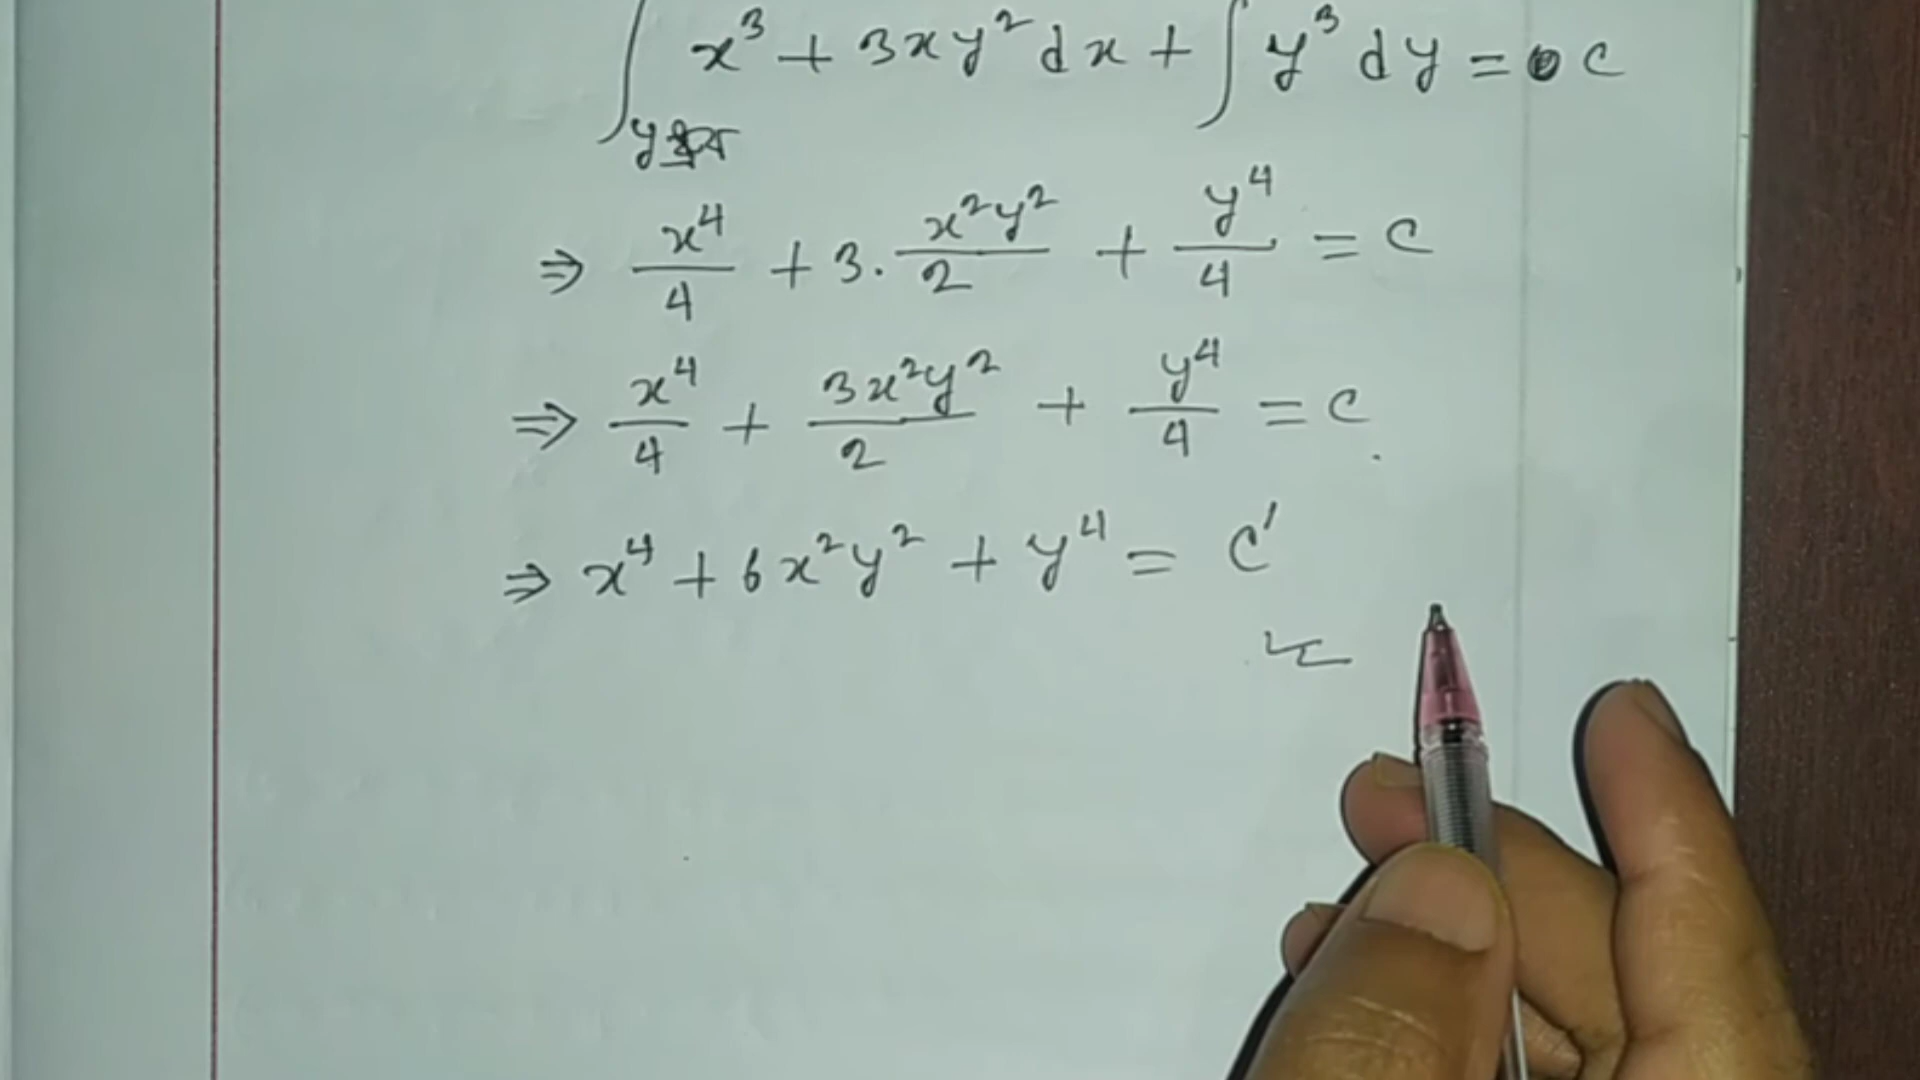 ∫ x³ + 3xy² dx + ∫ y³ dy = c
y
⇒ x⁴/4 + 3. x²y²/2 + y⁴/4 = c
⇒ x⁴/4 + 3x²y²/2 + y⁴/4 = c.
⇒ x⁴ + 6x²y² + y⁴ = c'